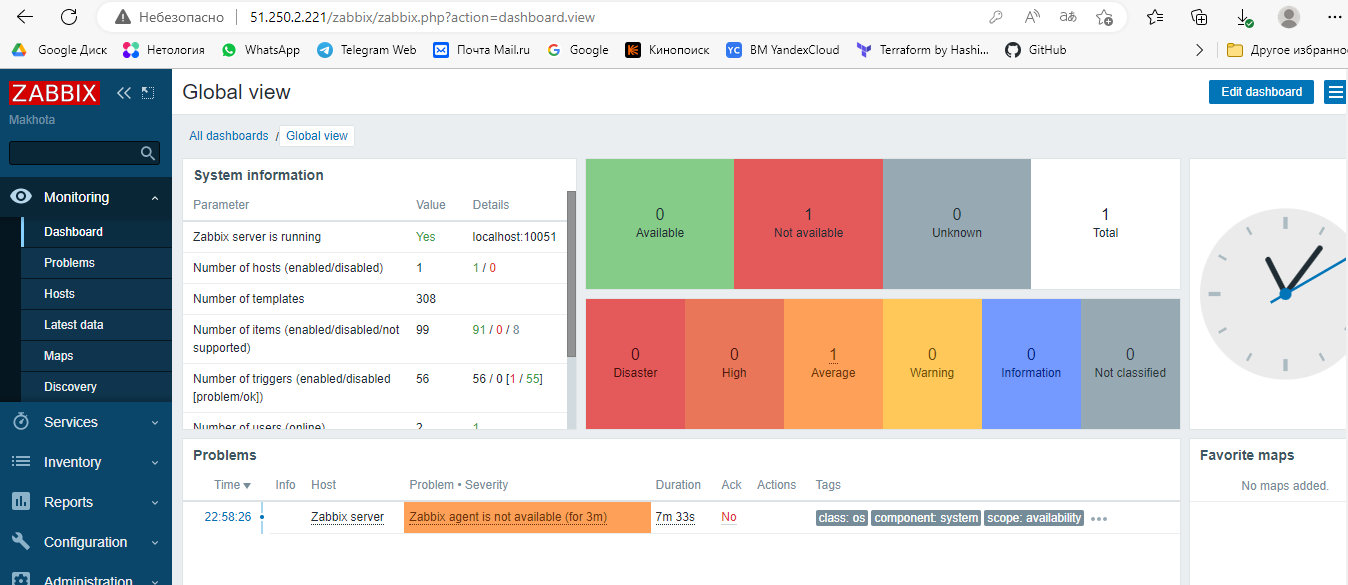 Небезопасно
51.250.2.221/zabbix/zabbix.php?action=dashboard.view
Google Диск Нетология WhatsApp Telegram Web Почта Mail.ru Google Кинопоиск YC ВМ YandexCloud Terraform by Hashi... GitHub Другое избранно
ZABBIX
Makhota
Monitoring
Dashboard
Problems
Hosts
Latest data
Maps
Discovery
Services
Inventory
Reports
Configuration
Administration
Global view
Edit dashboard
All dashboards / Global view
System information
Parameter Value Details
Zabbix server is running Yes localhost:10051
Number of hosts (enabled/disabled) 1 1 / 0
Number of templates 308
Number of items (enabled/disabled/not supported) 99 91 / 0 / 8
Number of triggers (enabled/disabled [problem/ok]) 56 56 / 0 [1 / 55]
Number of users (online) 2 1
0 Available
1 Not available
0 Unknown
1 Total
0 Disaster
0 High
1 Average
0 Warning
0 Information
0 Not classified
Problems
Time Info Host Problem • Severity Duration Ack Actions Tags
22:58:26 Zabbix server Zabbix agent is not available (for 3m) 7m 33s No class: os component: system scope: availability
Favorite maps
No maps added.